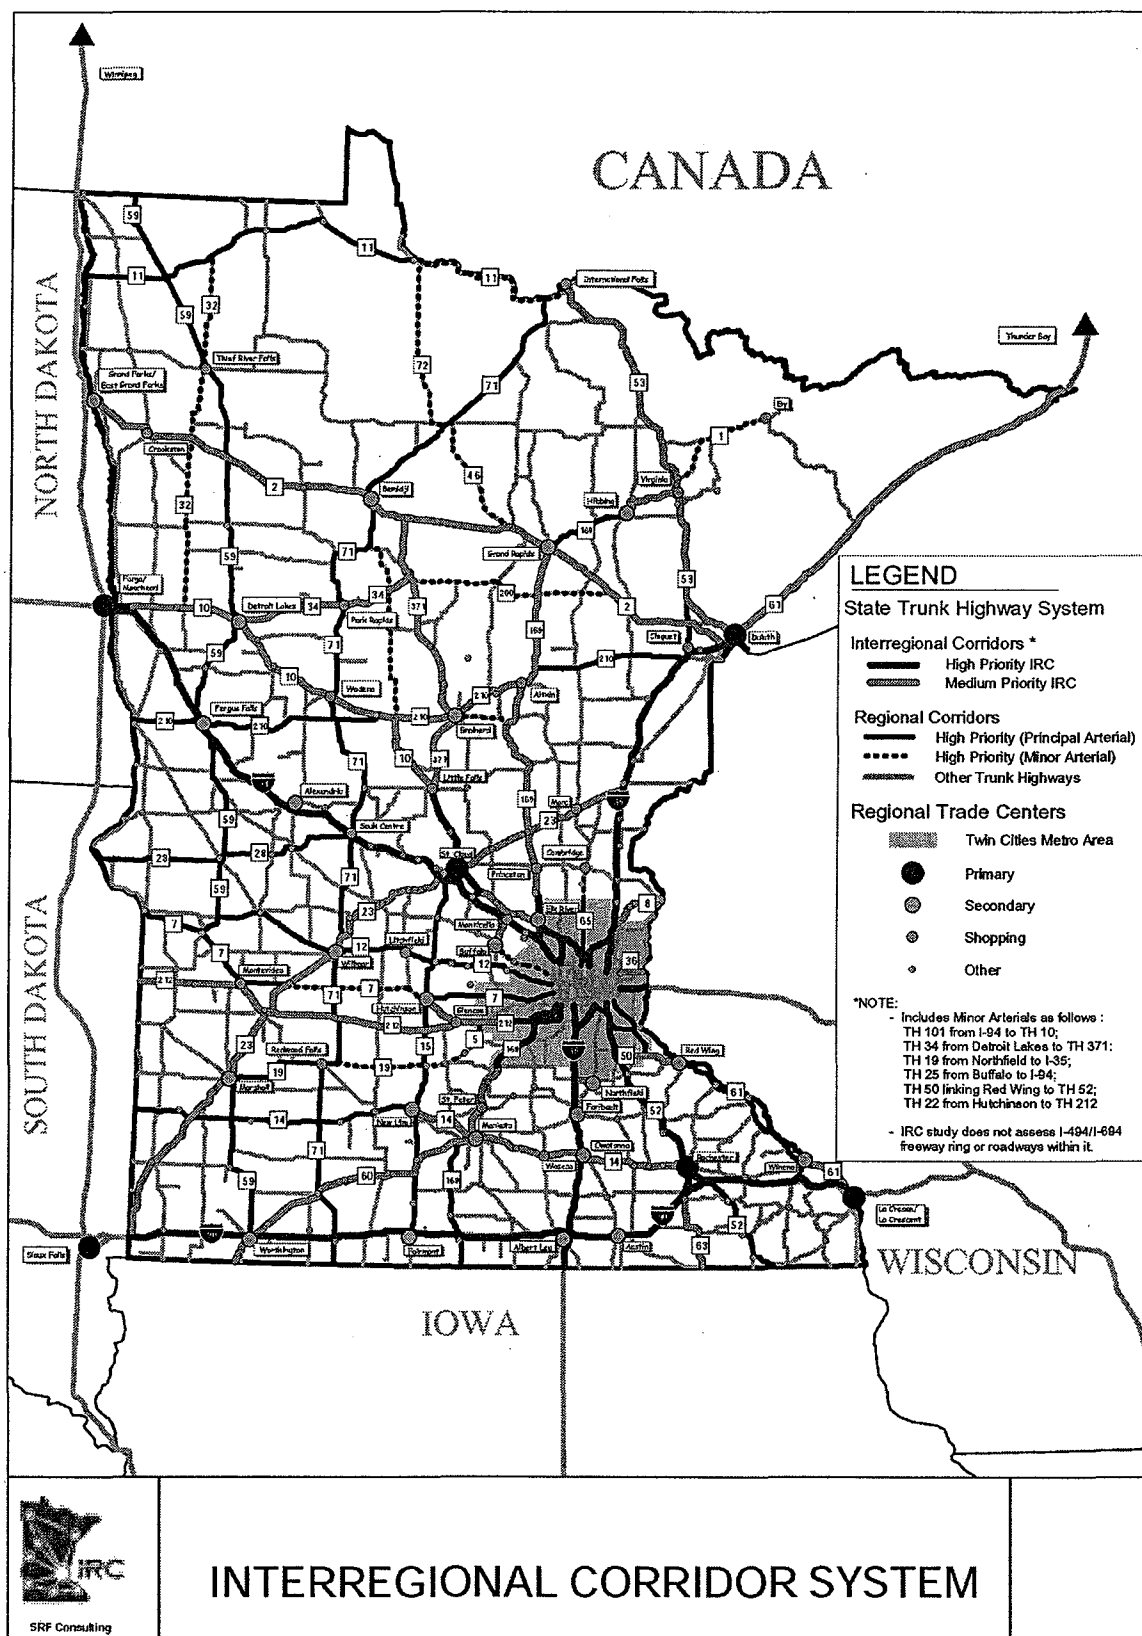 Winnipeg
CANADA
59
11
11
11
32
59
International Falls
Thunder Bay
NORTH DAKOTA
Thief River Falls
Grand Forks/
East Grand Forks
72
71
53
Ely
1
Crookston
2
Bemidji
46
Virginia
Hibbing
32
169
Grand Rapids
59
71
53
Fargo/
Moorhead
10
Detroit Lakes
34
34
Park Rapids
371
200
2
61
Duluth
169
59
71
210
10
Wadena
210
Aitkin
210
Fergus Falls
210
210
Brainerd
71
10
371
Little Falls
Alexandria
59
169
23
Sauk Centre
28
28
St. Cloud
Cambridge
Princeton
59
71
23
8
7
Elk River
65
Monticello
SOUTH DAKOTA
7
12
Litchfield
Buffalo
12
36
Willmar
Montevideo
212
71
7
Hutchinson
7
Glencoe
212
212
23
15
5
169
50
Red Wing
Redwood Falls
19
19
Marshall
61
Northfield
St. Peter
14
New Ulm
14
Faribault
52
Mankato
71
Owatonna
Rochester
Waseca
14
Winona
61
59
60
169
La Crosse/
La Crescent
52
Sioux Falls
Worthington
Fairmont
Albert Lea
52
Austin
63
WISCONSIN
IOWA
LEGEND
State Trunk Highway System
Interregional Corridors *
High Priority IRC
Medium Priority IRC
Regional Corridors
High Priority (Principal Arterial)
High Priority (Minor Arterial)
Other Trunk Highways
Regional Trade Centers
Twin Cities Metro Area
Primary
Secondary
Shopping
Other
*NOTE:
- Includes Minor Arterials as follows :
TH 101 from I-94 to TH 10;
TH 34 from Detroit Lakes to TH 371;
TH 19 from Northfield to I-35;
TH 25 from Buffalo to I-94;
TH 50 linking Red Wing to TH 52;
TH 22 from Hutchinson to TH 212
- IRC study does not assess I-494/I-694
freeway ring or roadways within it.
IRC
SRF Consulting
INTERREGIONAL CORRIDOR SYSTEM